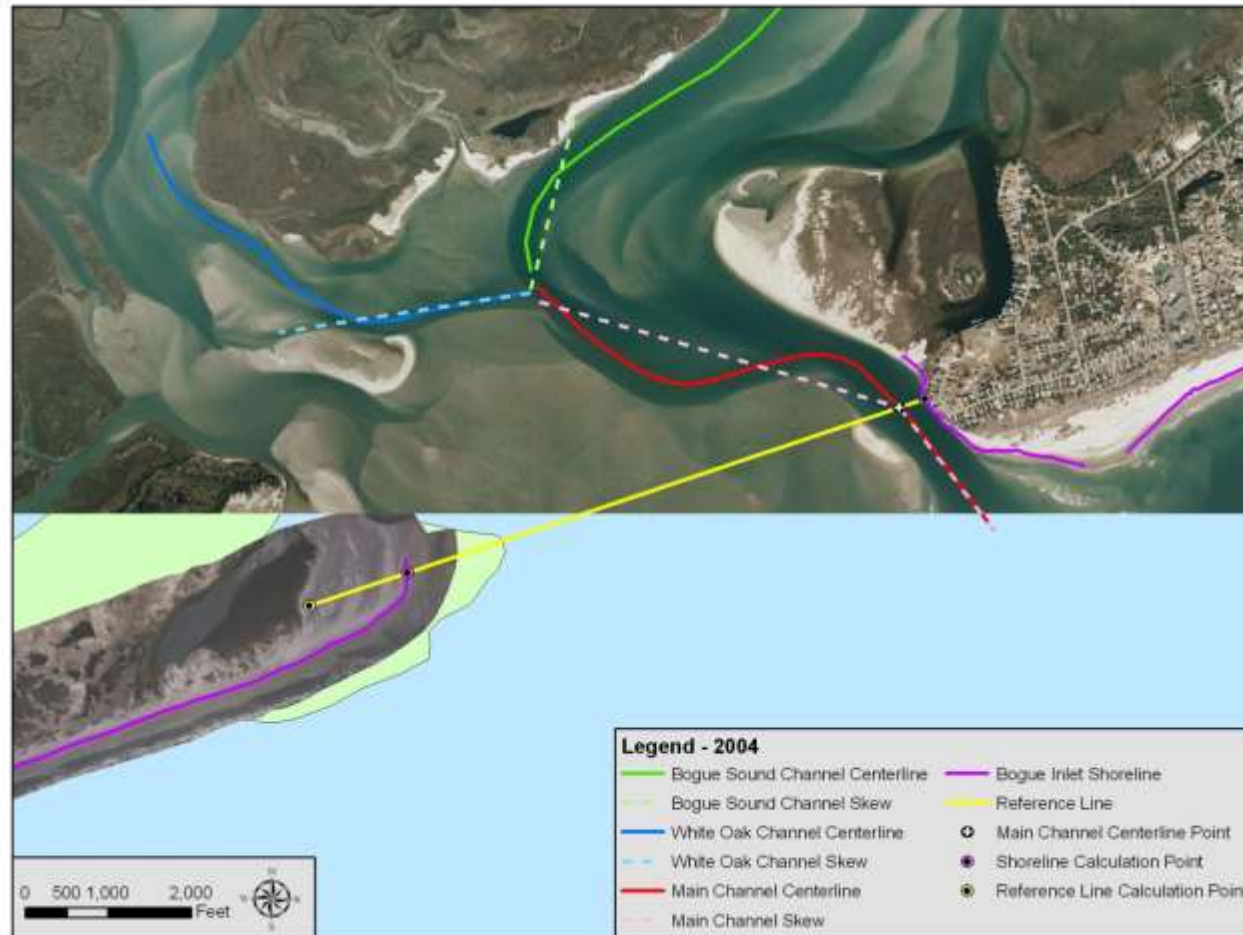 Legend - 2004
Bogue Sound Channel Centerline
Bogue Sound Channel Skew
White Oak Channel Centerline
White Oak Channel Skew
Main Channel Centerline
Main Channel Skew
Bogue Inlet Shoreline
Reference Line
Main Channel Centerline Point
Shoreline Calculation Point
Reference Line Calculation Point
0 500 1,000 2,000
Feet